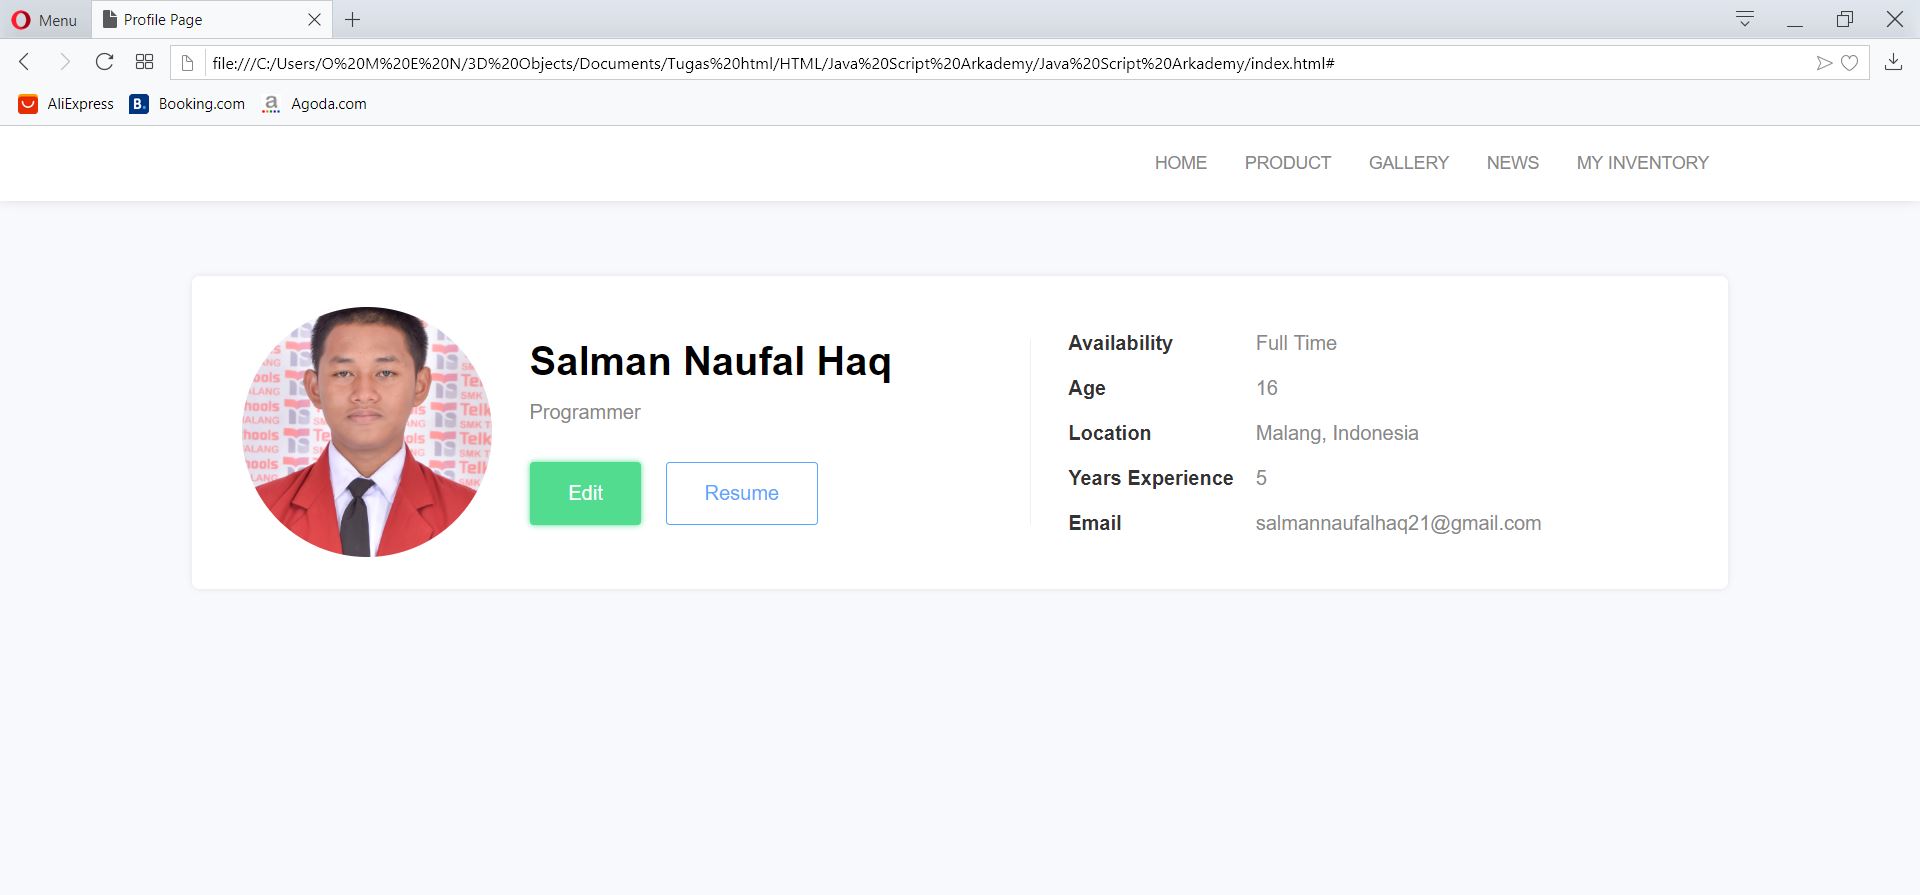 Menu
Profile Page
file:///C:/Users/O%20M%20E%20N/3D%20Objects/Documents/Tugas%20html/HTML/Java%20Script%20Arkademy/Java%20Script%20Arkademy/index.html#
AliExpress
B. Booking.com
a Agoda.com
HOME PRODUCT GALLERY NEWS MY INVENTORY
Salman Naufal Haq
Programmer
Edit
Resume
Availability Full Time
Age 16
Location Malang, Indonesia
Years Experience 5
Email salmannaufalhaq21@gmail.com